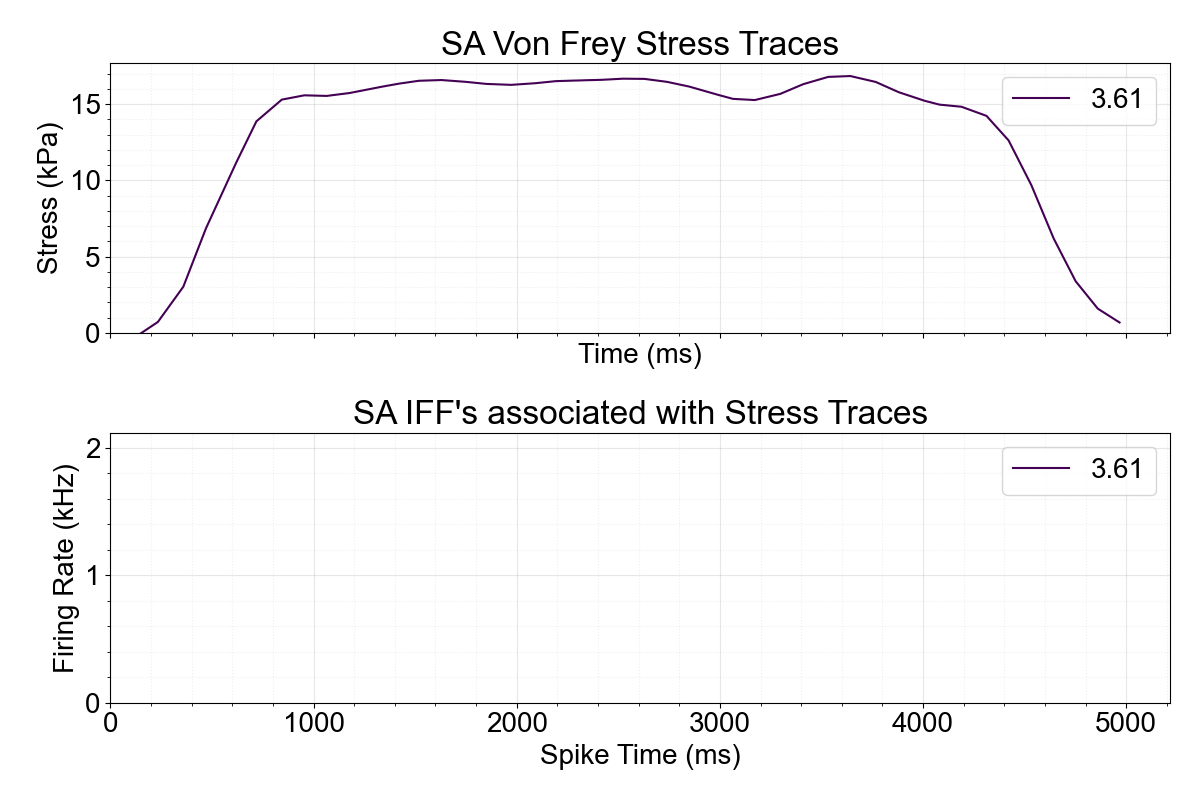 SA Von Frey Stress Traces
3.61
15
10
5
0
Stress (kPa)
Time (ms)
SA IFF's associated with Stress Traces
3.61
2
1
0
Firing Rate (kHz)
0 1000 2000 3000 4000 5000
Spike Time (ms)